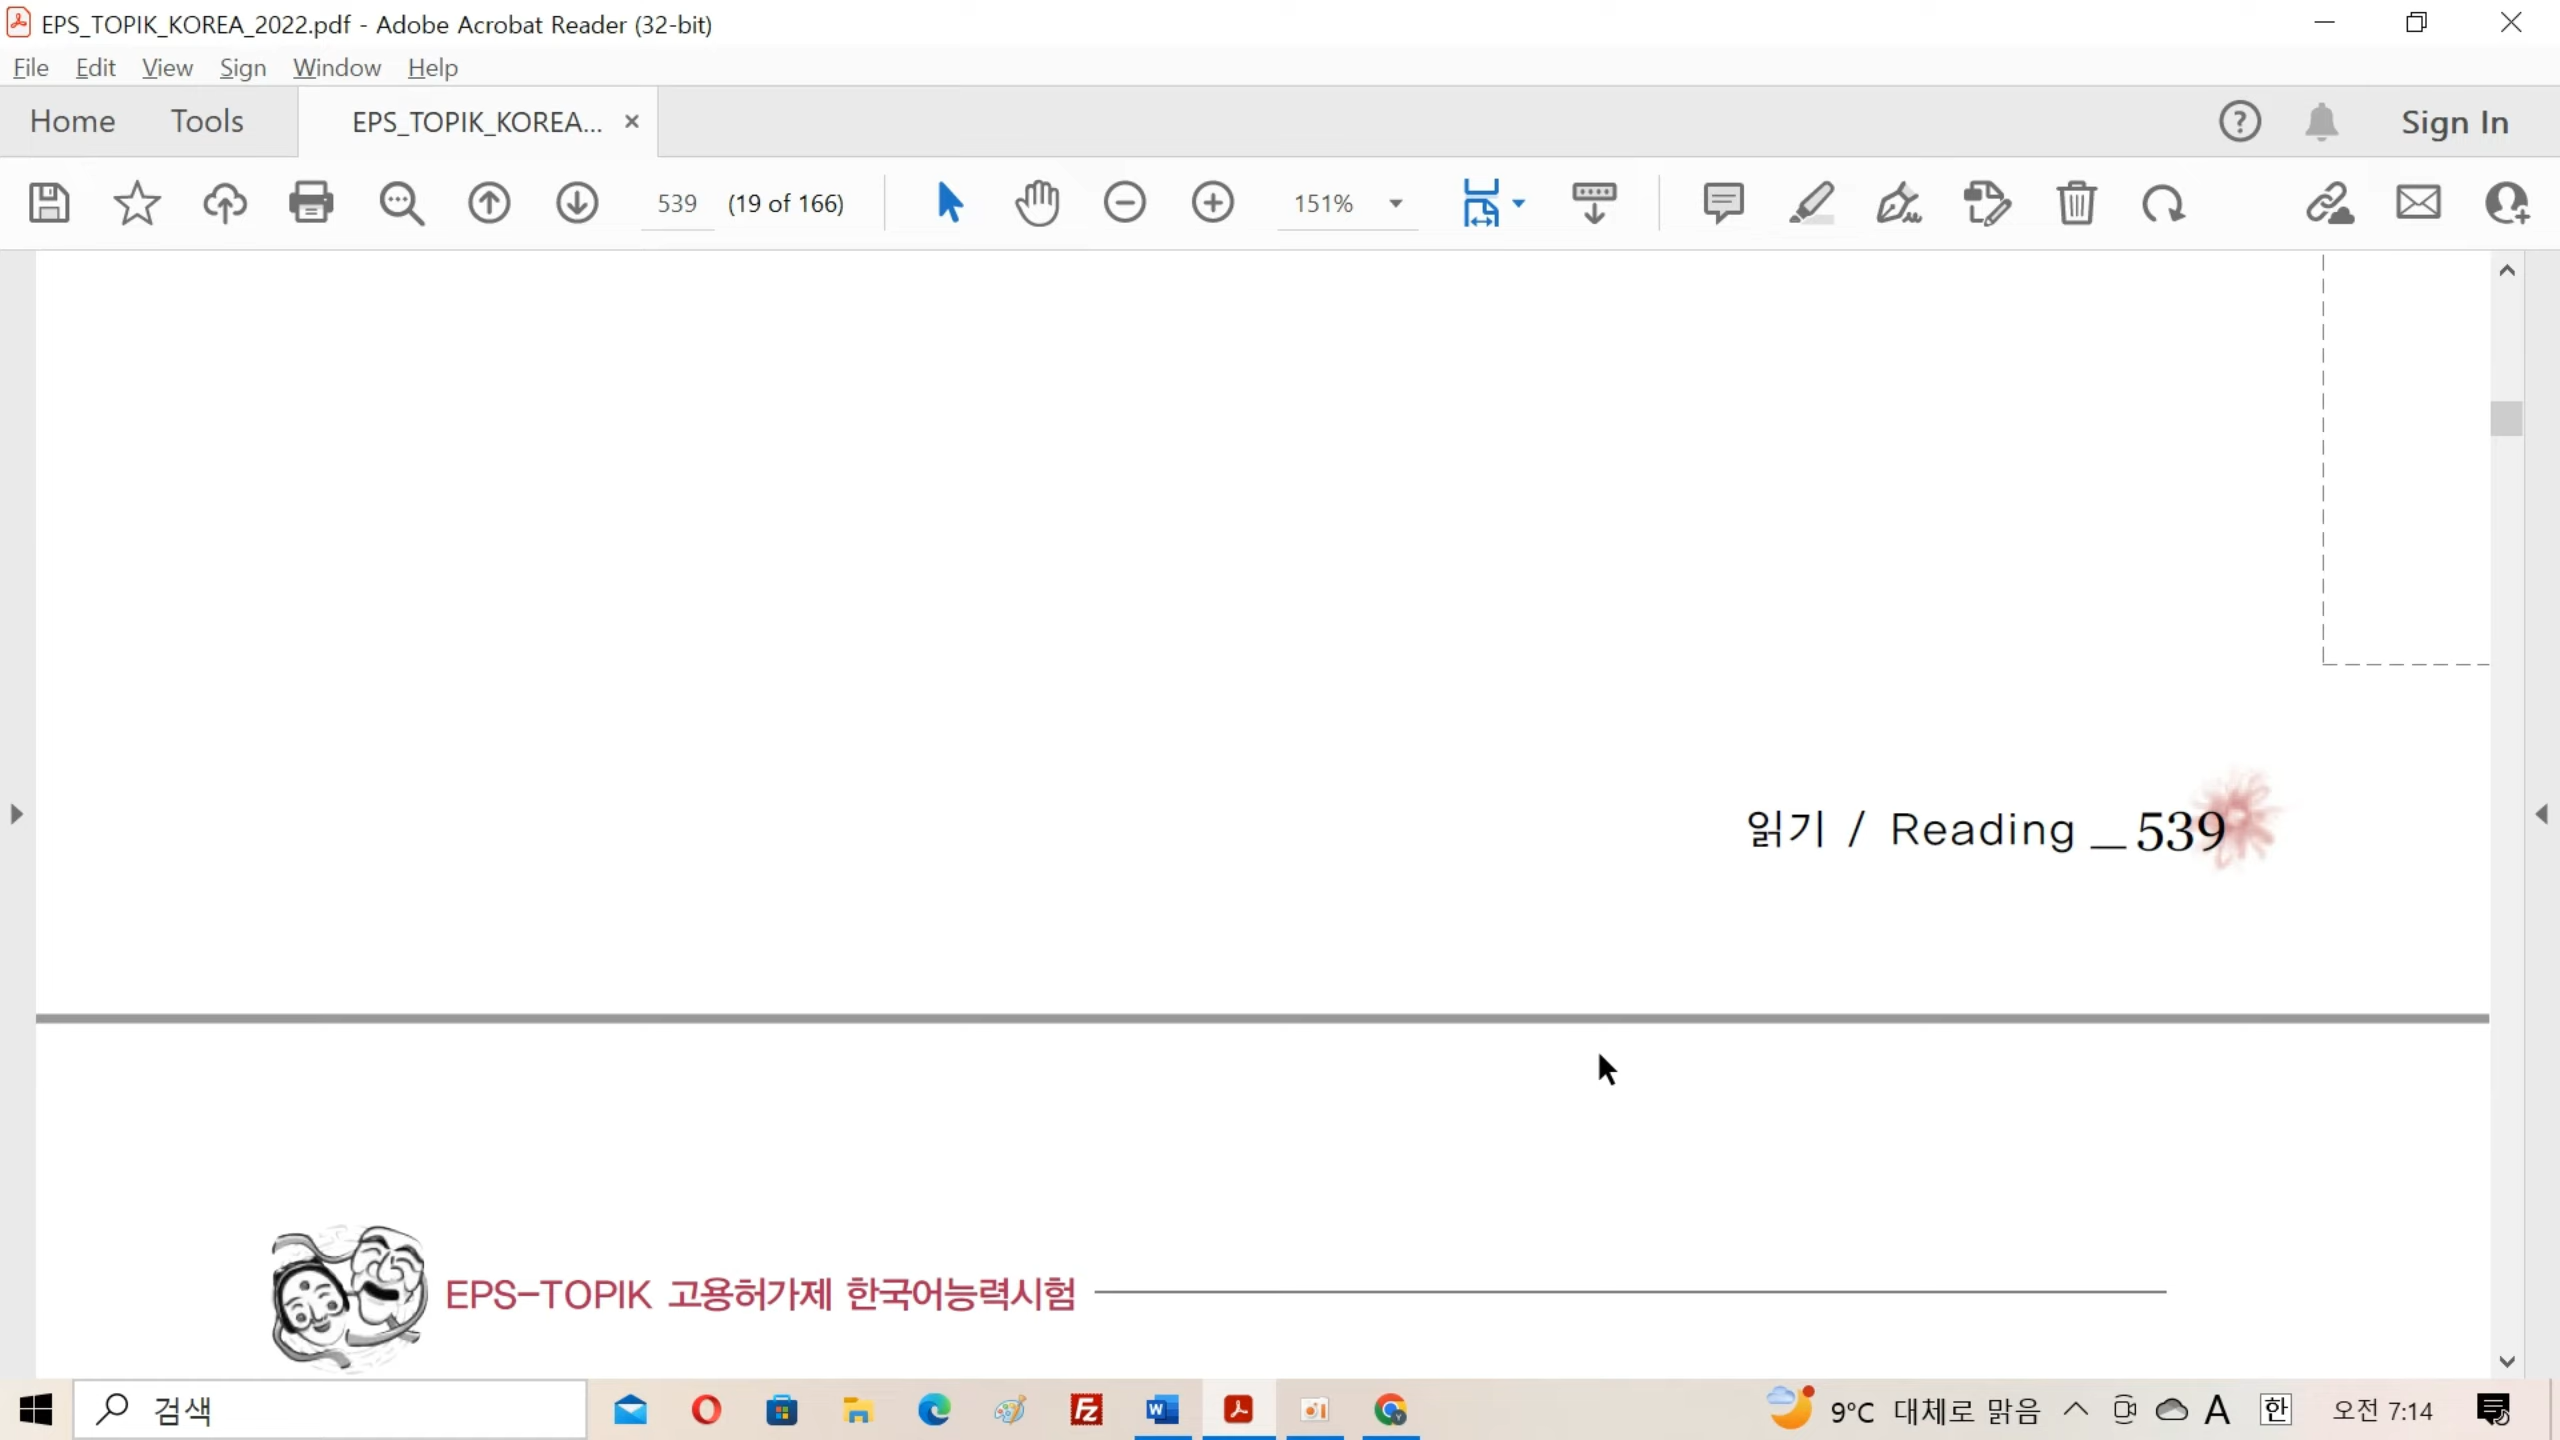 EPS_TOPIK_KOREA_2022.pdf - Adobe Acrobat Reader (32-bit)
File Edit View Sign Window Help
Home Tools EPS_TOPIK_KOREA... × Sign In
539 (19 of 166) 151%
읽기 / Reading _ 539
EPS-TOPIK 고용허가제 한국어능력시험
검색 9°C 대체로 맑음 A 한 오전 7:14